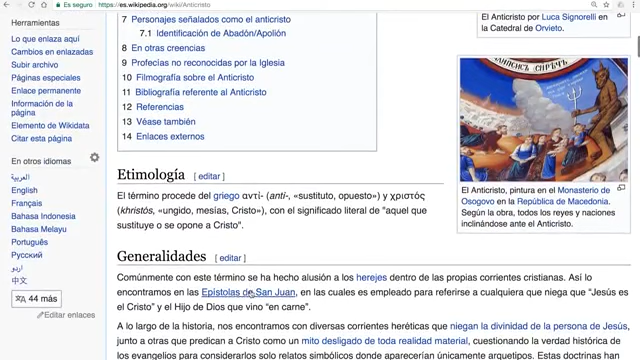 Es seguro
https://es.wikipedia.org/wiki/Anticristo
Herramientas
Lo que enlaza aquí
Cambios en enlazadas
Subir archivo
Páginas especiales
Enlace permanente
Información de la
página
Elemento de Wikidata
Citar esta página
En otros idiomas
العربية
English
Français
Bahasa Indonesia
Bahasa Melayu
Português
Русский
اردو
中文
44 más
Editar enlaces
7 Personajes señalados como el anticristo
7.1 Identificación de Abadón/Apolión
8 En otras creencias
9 Profecías no reconocidas por la Iglesia
10 Filmografía sobre el Anticristo
11 Bibliografía referente al Anticristo
12 Referencias
13 Véase también
14 Enlaces externos
Etimología [ editar ]
El término procede del griego αντί- (anti-, «sustituto, opuesto») y χριστός
(khristós, «ungido, mesías, Cristo»), con el significado literal de "aquel que
sustituye o se opone a Cristo".
Generalidades [ editar ]
Comúnmente con este término se ha hecho alusión a los herejes dentro de las propias corrientes cristianas. Así lo
encontramos en las Epístolas de San Juan, en las cuales es empleado para referirse a cualquiera que niega que “Jesús es
el Cristo” y el Hijo de Dios que vino “en carne”.
A lo largo de la historia, nos encontramos con diversas corrientes heréticas que niegan la divinidad de la persona de Jesús,
junto a otras que predican a Cristo como un mito desligado de toda realidad material, cuestionando la verdad histórica de
los evangelios para considerarlos solo relatos simbólicos donde aparecerían únicamente arquetipos. Estas doctrinas han
El Anticristo por Luca Signorelli en
la Catedral de Orvieto.
El Anticristo, pintura en el Monasterio de
Osogovo en la República de Macedonia.
Según la obra, todos los reyes y naciones
inclinándose ante el Anticristo.